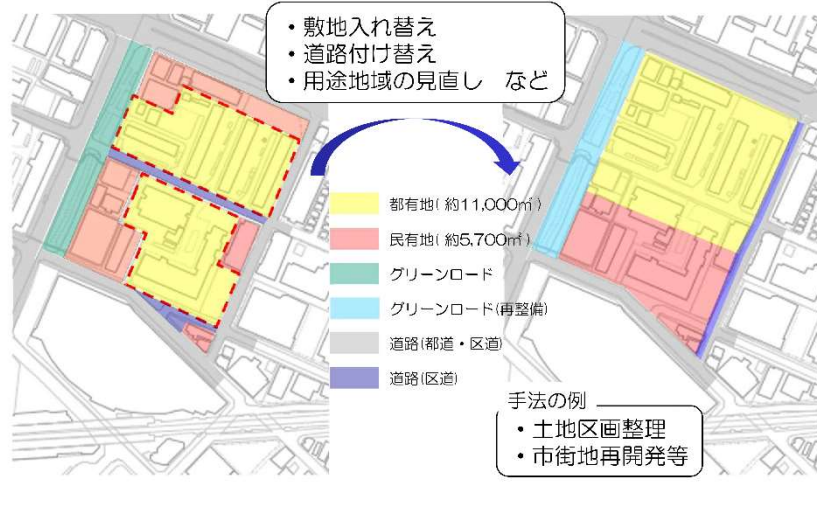 ・敷地入れ替え
・道路付け替え
・用途地域の見直し　など
都有地(約11,000㎡)
民有地(約5,700㎡)
グリーンロード
グリーンロード(再整備)
道路(都道・区道)
道路(区道)
手法の例
・土地区画整理
・市街地再開発等